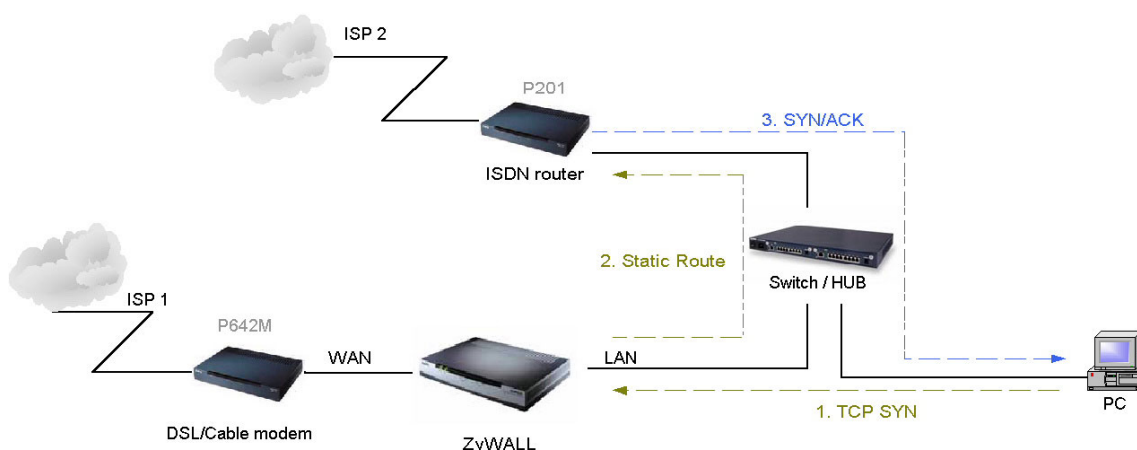 ISP 2
P201
3. SYN/ACK
ISDN router
2. Static Route
Switch / HUB
ISP 1
P642M
WAN
LAN
1. TCP SYN
PC
DSL/Cable modem
ZyWALL